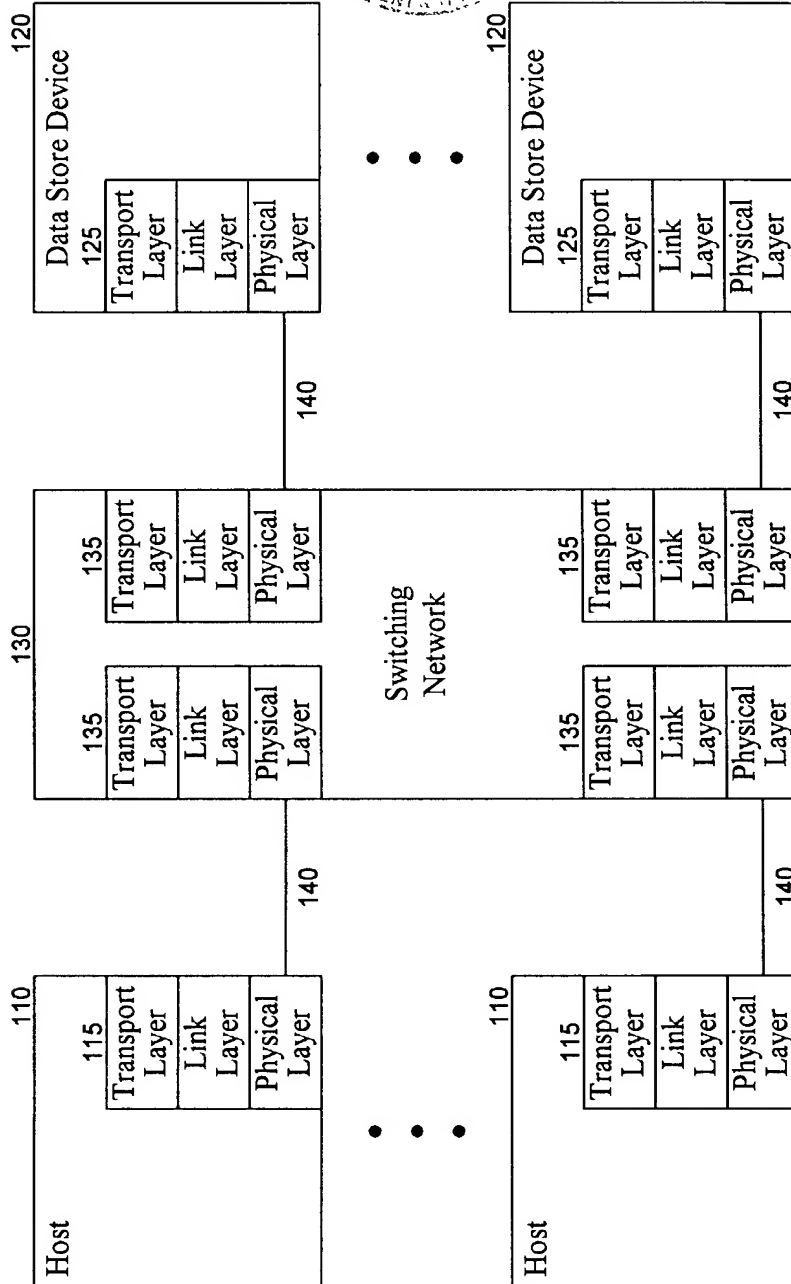 110
Host
115
Transport
Layer
Link
Layer
Physical
Layer
140
130
135
Transport
Layer
Link
Layer
Physical
Layer
135
Transport
Layer
Link
Layer
Physical
Layer
140
120
Data Store Device
125
Transport
Layer
Link
Layer
Physical
Layer
Switching
Network
110
Host
115
Transport
Layer
Link
Layer
Physical
Layer
140
135
Transport
Layer
Link
Layer
Physical
Layer
135
Transport
Layer
Link
Layer
Physical
Layer
140
120
Data Store Device
125
Transport
Layer
Link
Layer
Physical
Layer